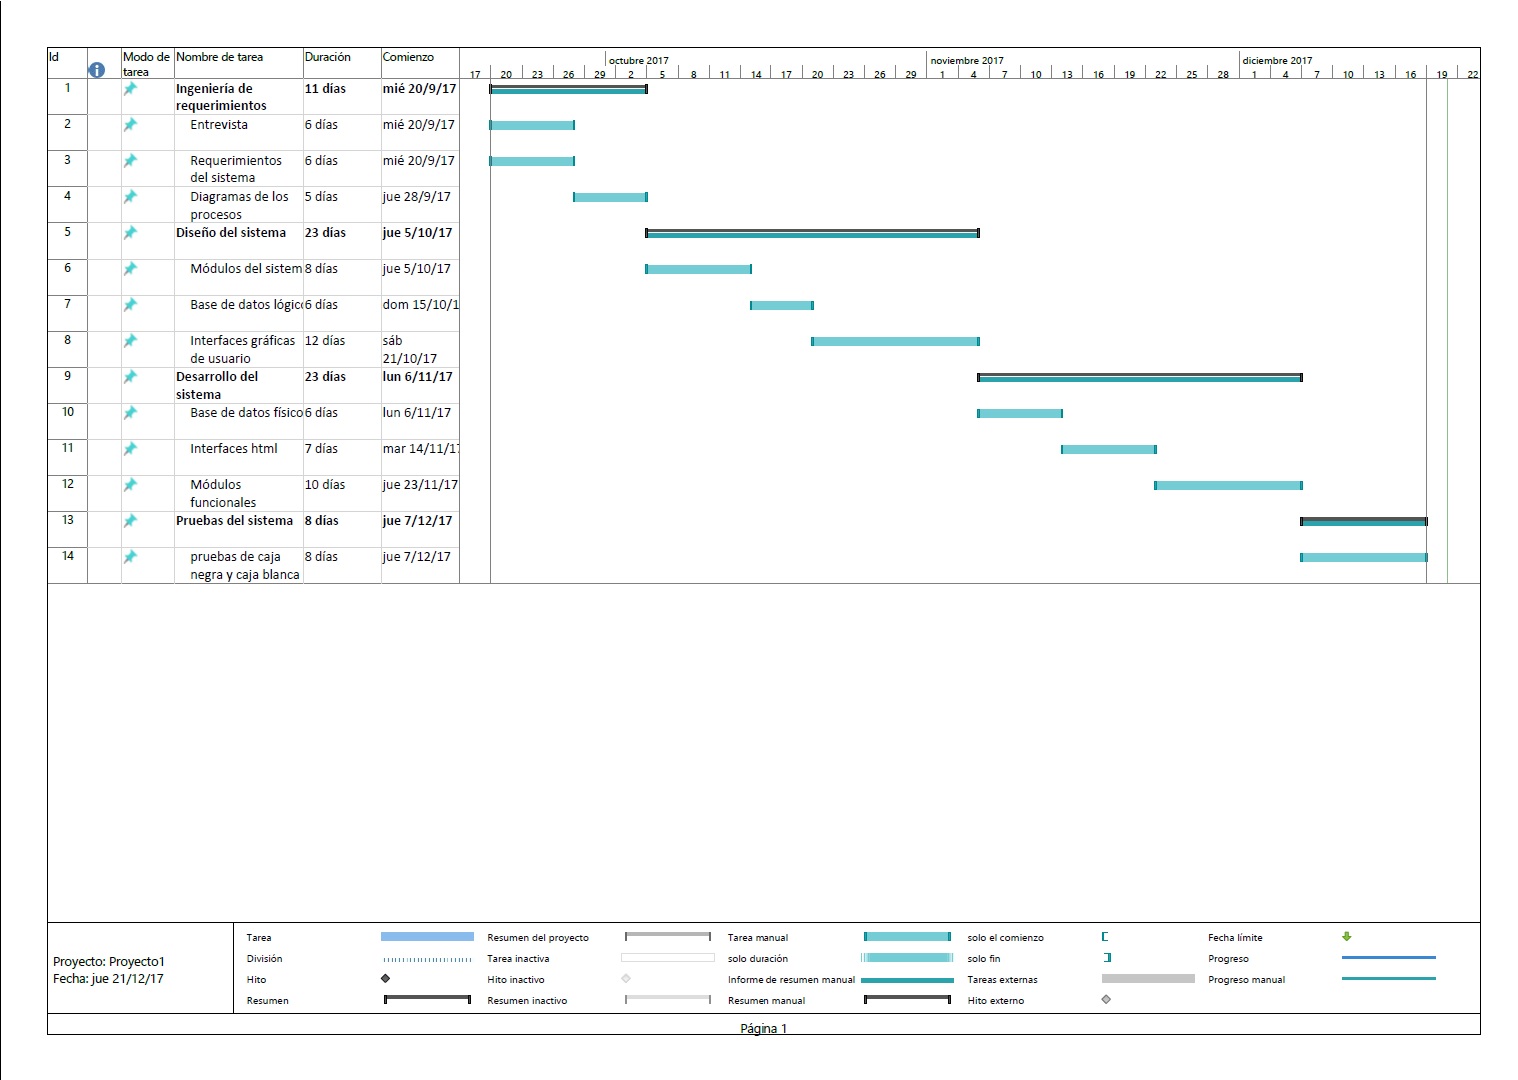 Id Modo de tarea Nombre de tarea Duración Comienzo
octubre 2017 noviembre 2017 diciembre 2017
17 20 23 26 29 2 5 8 11 14 17 20 23 26 29 1 4 7 10 13 16 19 22 25 28 1 4 7 10 13 16 19 22
1 Ingeniería de requerimientos 11 días mié 20/9/17
2 Entrevista 6 días mié 20/9/17
3 Requerimientos del sistema 6 días mié 20/9/17
4 Diagramas de los procesos 5 días jue 28/9/17
5 Diseño del sistema 23 días jue 5/10/17
6 Módulos del sistem 8 días jue 5/10/17
7 Base de datos lógic 6 días dom 15/10/1
8 Interfaces gráficas de usuario 12 días sáb 21/10/17
9 Desarrollo del sistema 23 días lun 6/11/17
10 Base de datos físico 6 días lun 6/11/17
11 Interfaces html 7 días mar 14/11/17
12 Módulos funcionales 10 días jue 23/11/17
13 Pruebas del sistema 8 días jue 7/12/17
14 pruebas de caja negra y caja blanca 8 días jue 7/12/17
Proyecto: Proyecto1
Fecha: jue 21/12/17
Tarea Resumen del proyecto Tarea manual solo el comienzo Fecha límite
División Tarea inactiva solo duración solo fin Progreso
Hito Hito inactivo Informe de resumen manual Tareas externas Progreso manual
Resumen Resumen inactivo Resumen manual Hito externo
Página 1